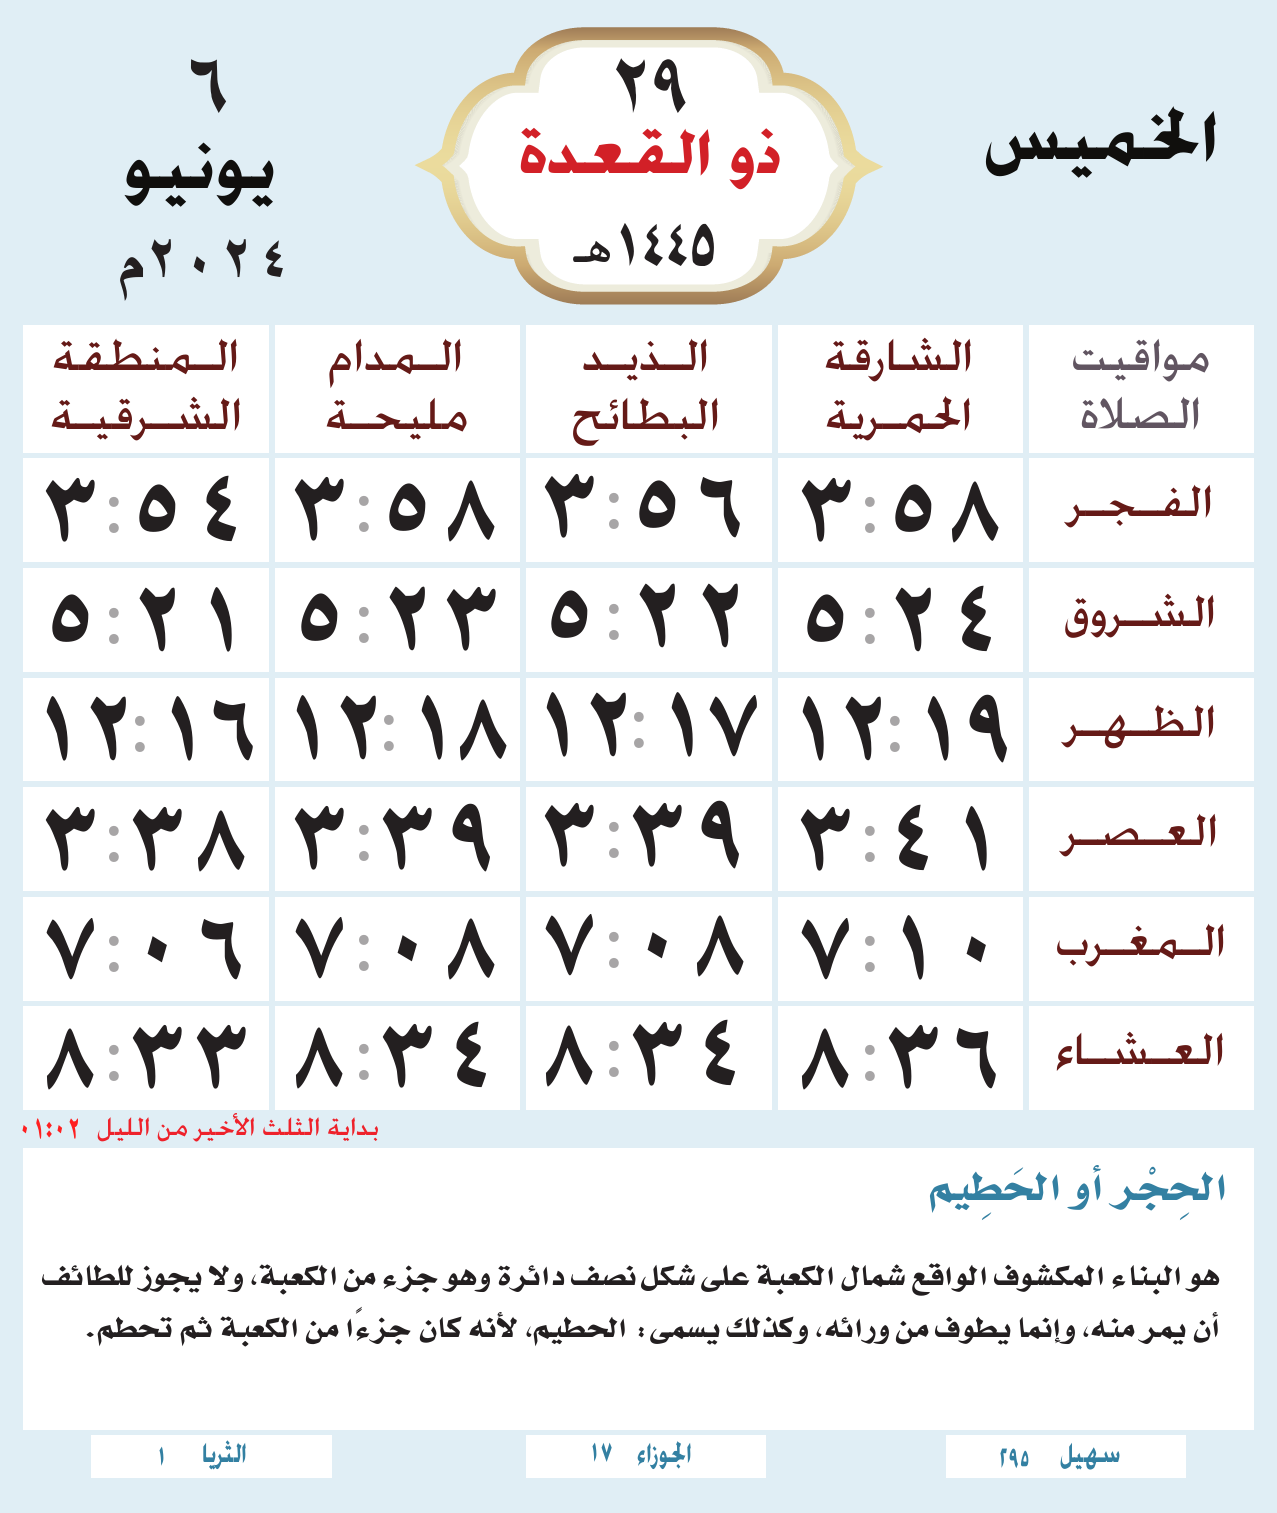 الخميس
٢٩
ذو القعدة
١٤٤٥هـ
٦
يونيو
٢٠٢٤م
مواقيت الصلاة
الشارقة الحمرية
الذيد البطائح
المدام مليحة
المنطقة الشرقية
الفجر ٣:٥٨ ٣:٥٦ ٣:٥٨ ٣:٥٤
الشروق ٥:٢٤ ٥:٢٢ ٥:٢٣ ٥:٢١
الظهر ١٢:١٩ ١٢:١٧ ١٢:١٨ ١٢:١٦
العصر ٣:٤١ ٣:٣٩ ٣:٣٩ ٣:٣٨
المغرب ٧:١٠ ٧:٠٨ ٧:٠٨ ٧:٠٦
العشاء ٨:٣٦ ٨:٣٤ ٨:٣٤ ٨:٣٣
بداية الثلث الأخير من الليل ٠١:٠٢
الحِجْر أو الحَطِيم
هو البناء المكشوف الواقع شمال الكعبة على شكل نصف دائرة وهو جزء من الكعبة، ولا يجوز للطائف
أن يمر منه، وإنما يطوف من ورائه، وكذلك يسمى: الحطيم، لأنه كان جزءًا من الكعبة ثم تحطم.
سهيل ٢٩٥
الجوزاء ١٧
الثريا ١